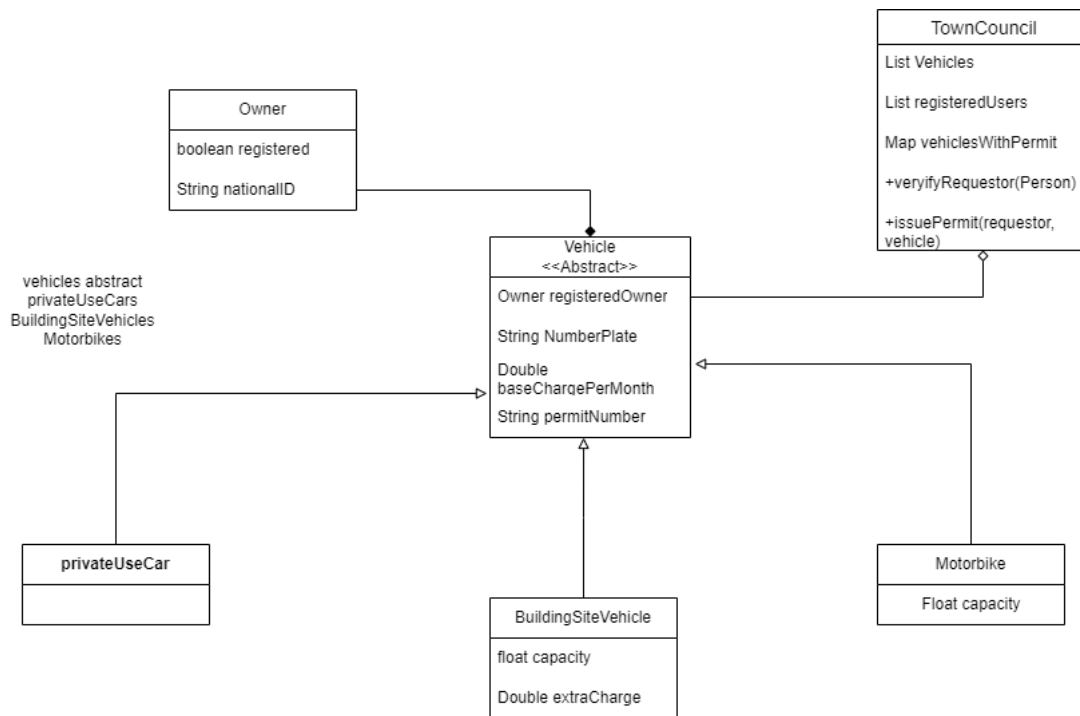 TownCouncil
List Vehicles
List registeredUsers
Map vehiclesWithPermit
+veryifyRequestor(Person)
+issuePermit(requestor,
vehicle)
Owner
boolean registered
String nationalID
Vehicle
<<Abstract>>
Owner registeredOwner
String NumberPlate
Double
baseChargePerMonth
String permitNumber
vehicles abstract
privateUseCars
BuildingSiteVehicles
Motorbikes
privateUseCar
BuildingSiteVehicle
float capacity
Double extraCharge
Motorbike
Float capacity